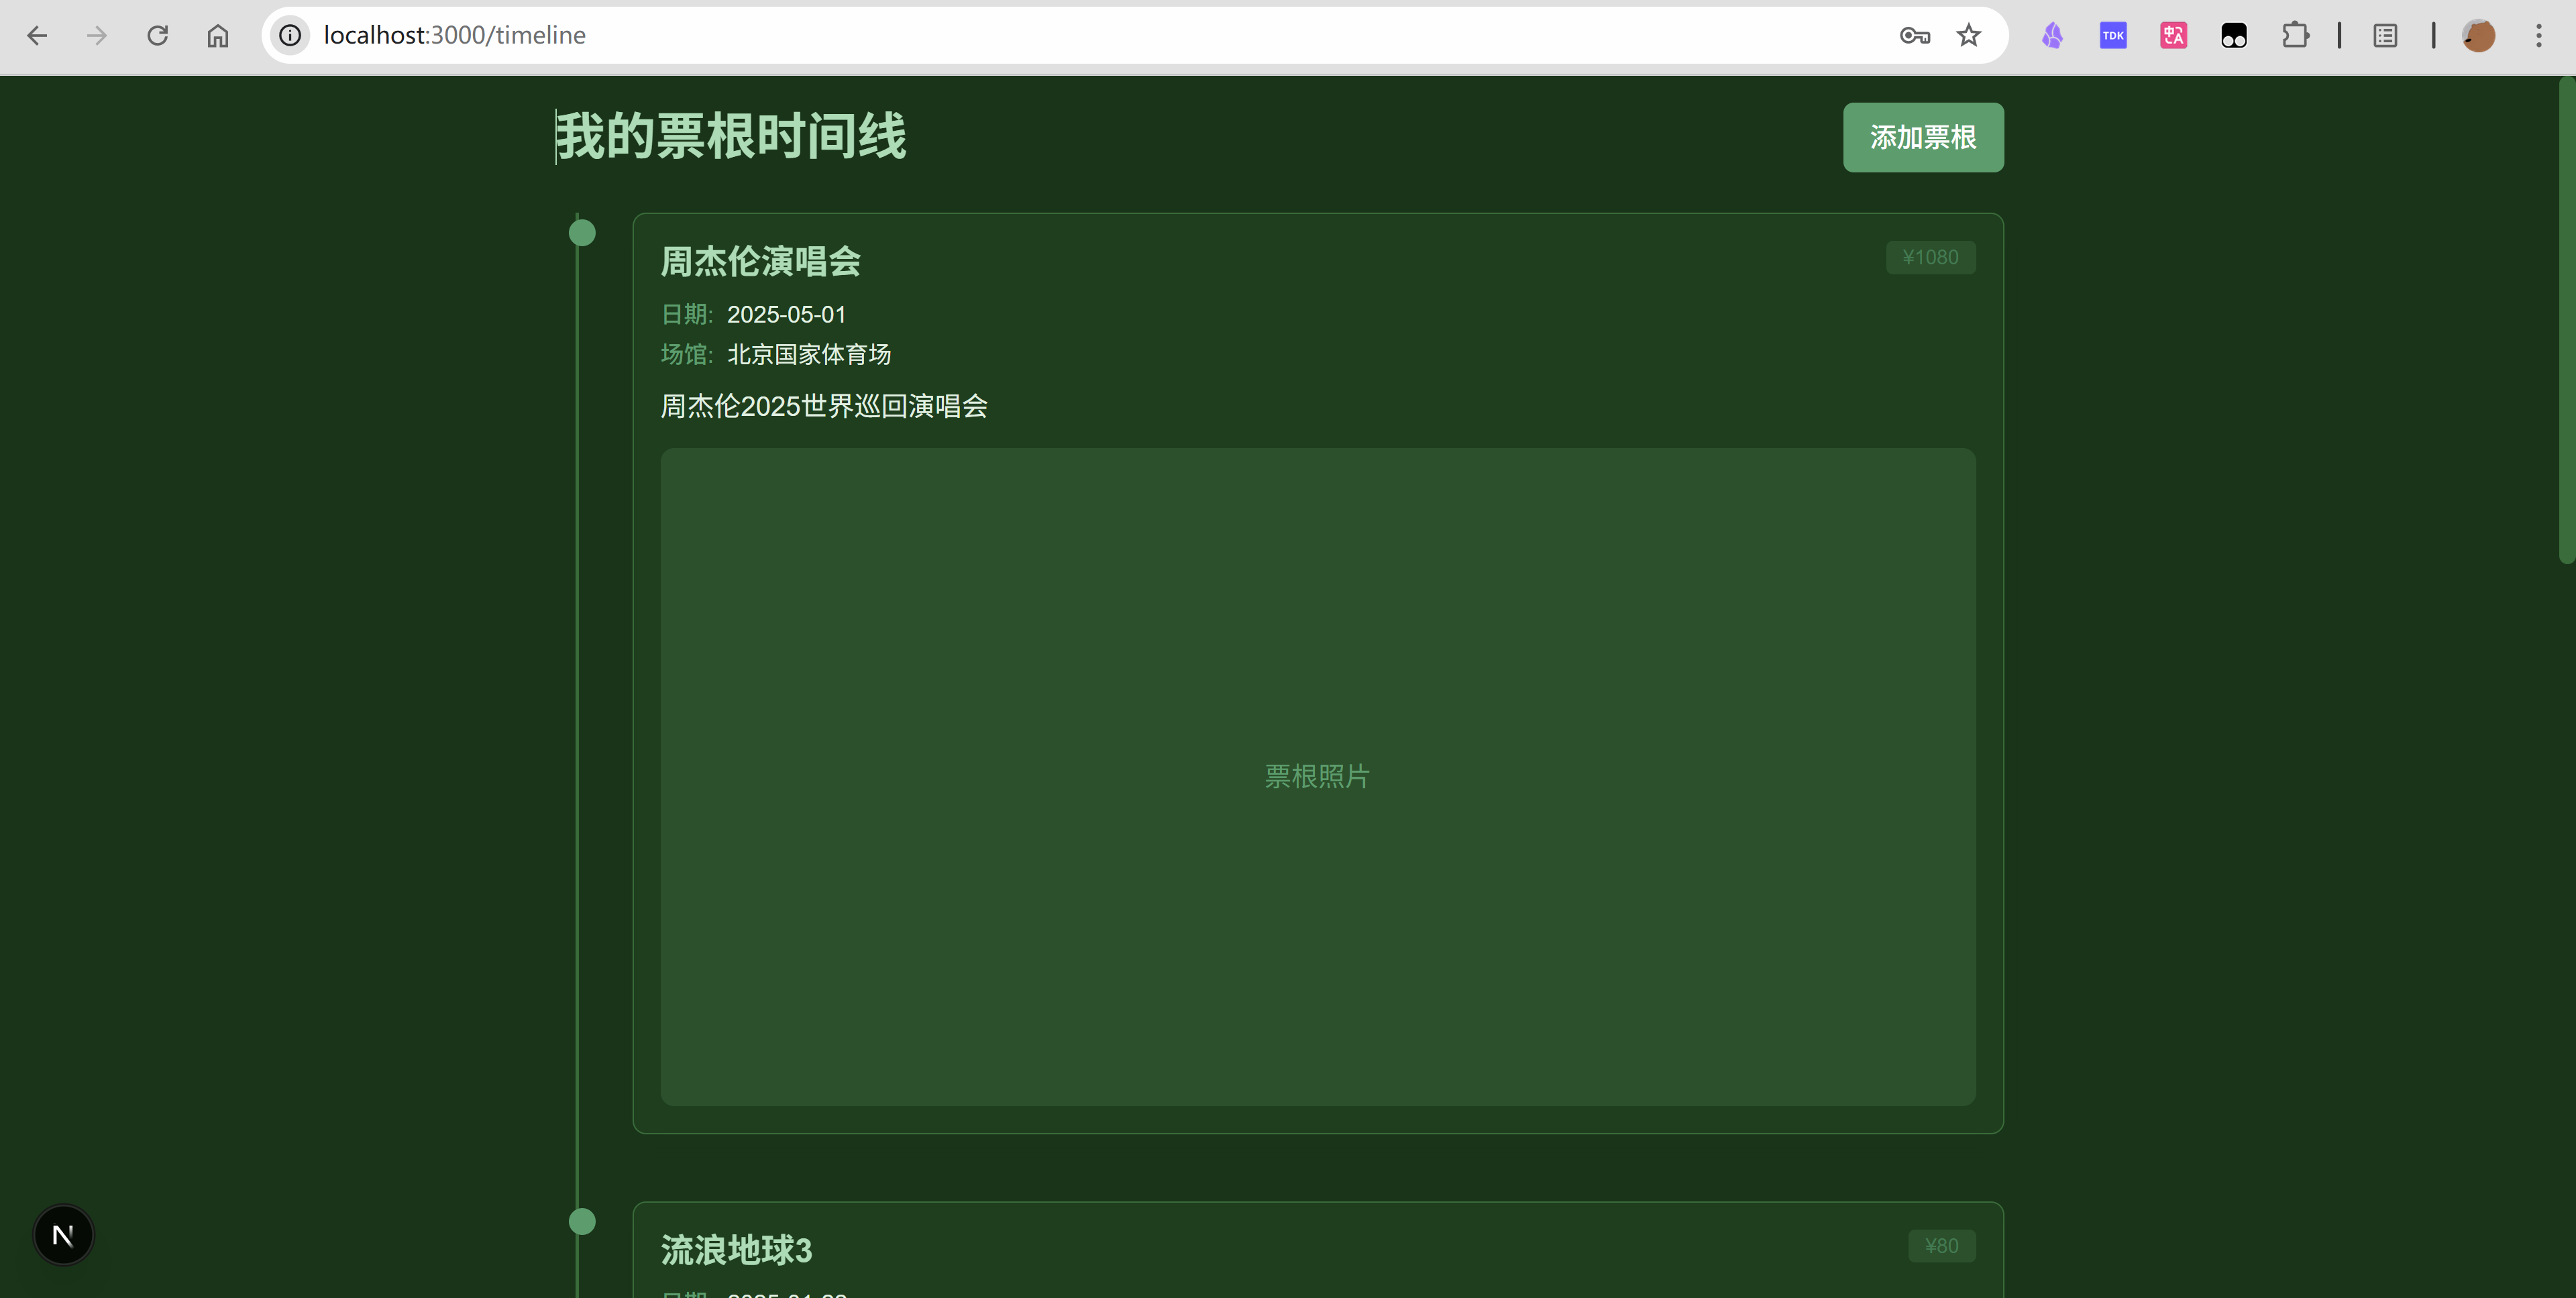 localhost:3000/timeline
TDK
我的票根时间线
添加票根
周杰伦演唱会
¥1080
日期: 2025-05-01
场馆: 北京国家体育场
周杰伦2025世界巡回演唱会
票根照片
流浪地球3
¥80
N